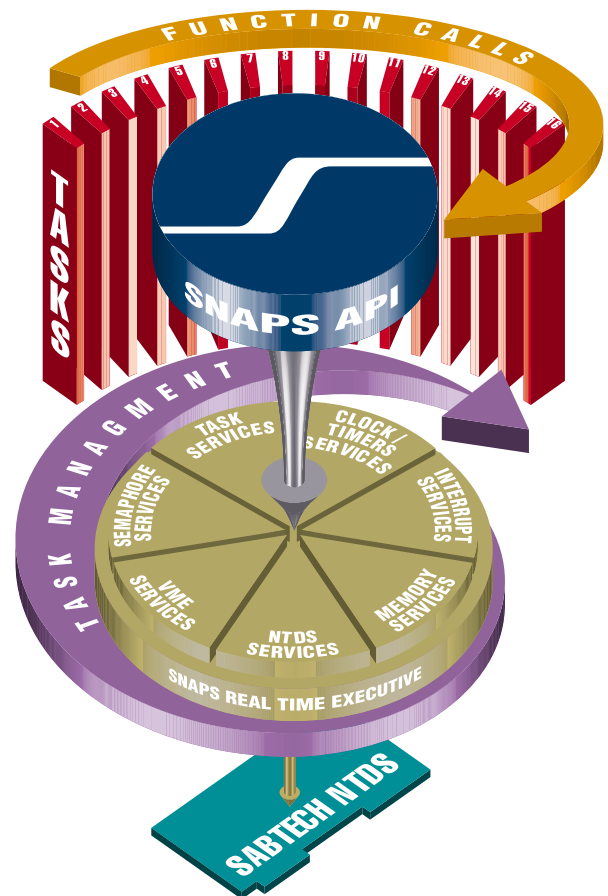 FUNCTION CALLS
1 2 3 4 5 6 7 8 9 10 11 12 13 14 15 16
TASKS
SNAPS API
TASK MANAGMENT
TASK
SERVICES
CLOCK/
TIMERS
SERVICES
SEMAPHORE
SERVICES
INTERRUPT
SERVICES
VME
SERVICES
MEMORY
SERVICES
NTDS
SERVICES
SNAPS REAL TIME EXECUTIVE
SABTECH NTDS